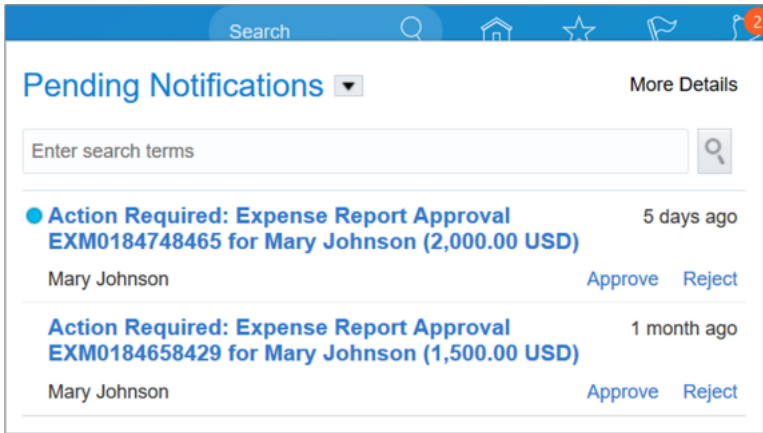 Search
2
Pending Notifications
More Details
Enter search terms
Action Required: Expense Report Approval
5 days ago
EXM0184748465 for Mary Johnson (2,000.00 USD)
Mary Johnson
Approve Reject
Action Required: Expense Report Approval
1 month ago
EXM0184658429 for Mary Johnson (1,500.00 USD)
Mary Johnson
Approve Reject